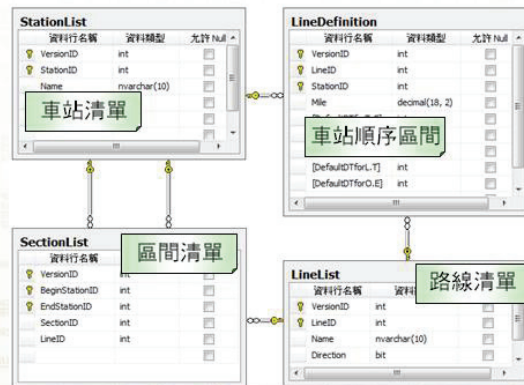 StationList
資料行名稱 資料類型 允許 Null
VersionID int
StationID int
Name nvarchar(10)
車站清單
LineDefinition
資料行名稱 資料類型 允許 Null
VersionID int
LineID int
StationID int
Mile decimal(18, 2)
車站順序區間
[DefaultDTforL.T] int
[DefaultDTforO.E] int
SectionList
資料行名稱
區間清單
VersionID int
BeginStationID int
EndStationID int
SectionID int
LineID int
LineList
資料行名稱
路線清單
VersionID int
LineID int
Name nvarchar(10)
Direction bit